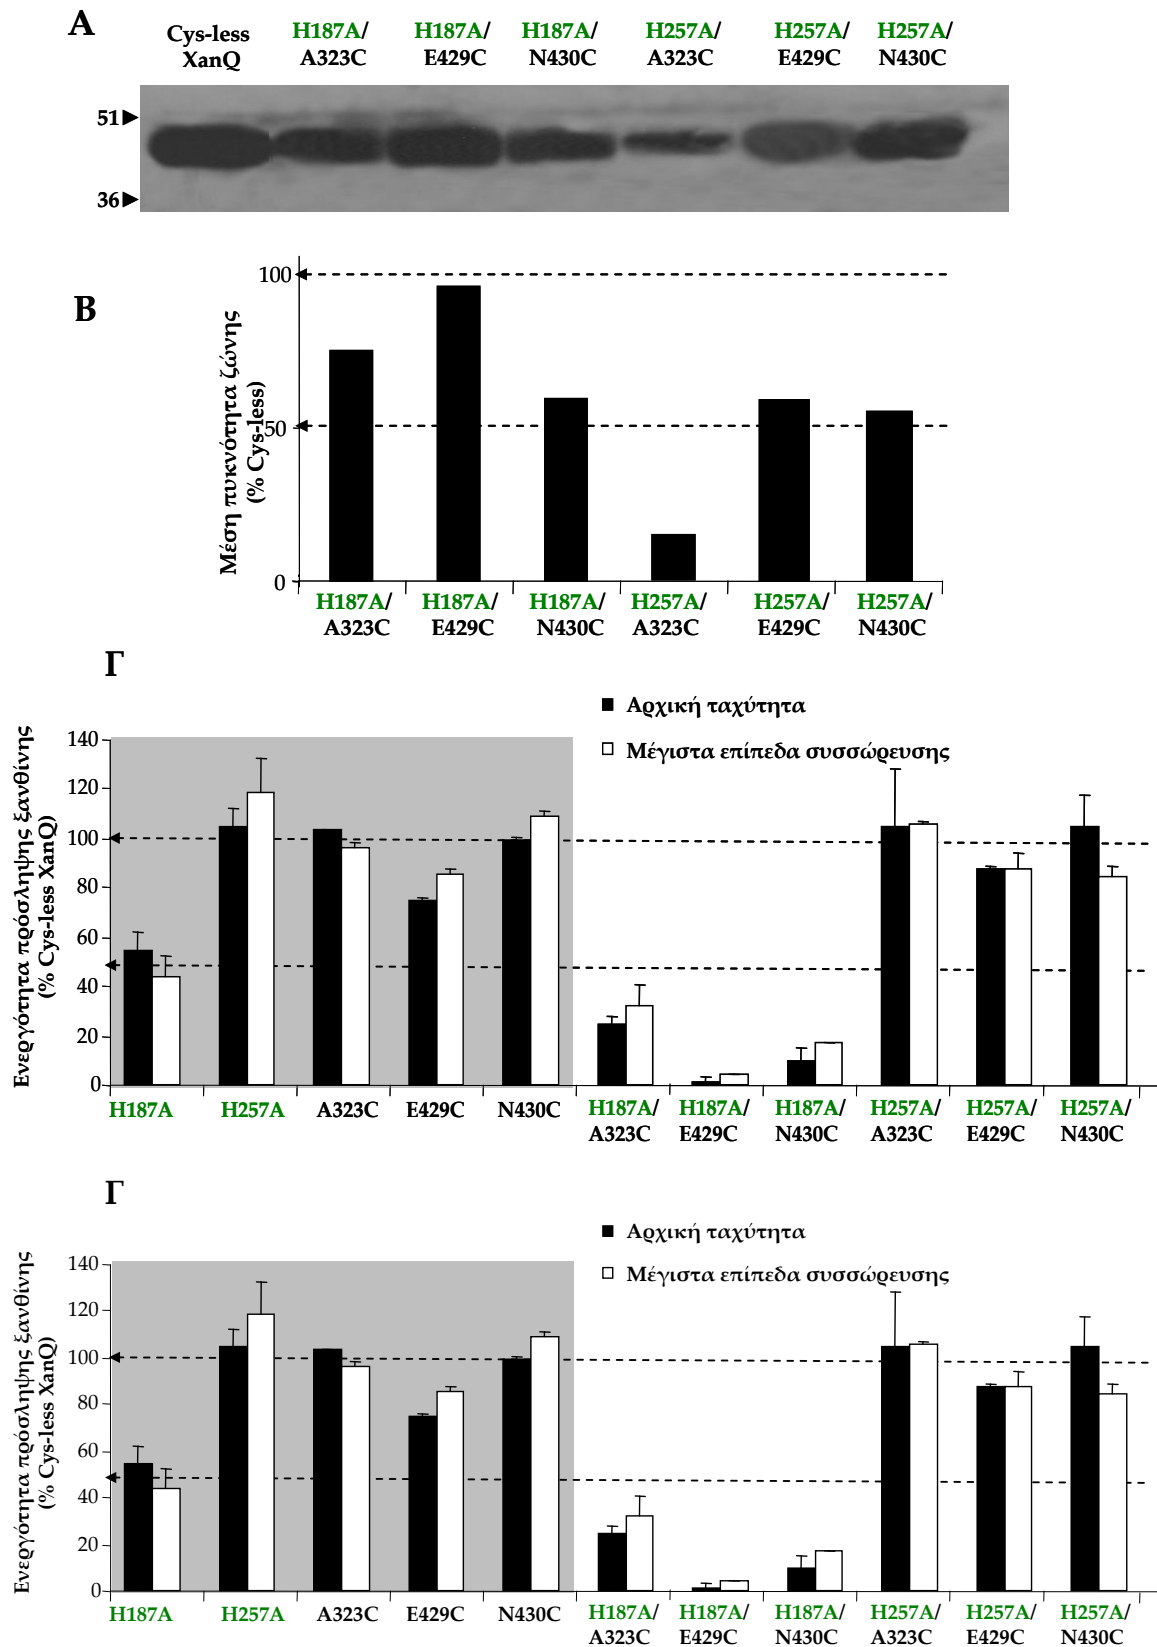 A
Cys-less
XanQ
H187A/
A323C
H187A/
E429C
H187A/
N430C
H257A/
A323C
H257A/
E429C
H257A/
N430C
51
36
B
Μέση πυκνότητα ζώνης
(% Cys-less)
100
50
0
H187A/
A323C
H187A/
E429C
H187A/
N430C
H257A/
A323C
H257A/
E429C
H257A/
N430C
Γ
Αρχική ταχύτητα
Μέγιστα επίπεδα συσσώρευσης
Ενεργότητα πρόσληψης ξανθίνης
(% Cys-less XanQ)
140
120
100
80
60
40
20
0
H187A
H257A
A323C
E429C
N430C
H187A/
A323C
H187A/
E429C
H187A/
N430C
H257A/
A323C
H257A/
E429C
H257A/
N430C
Γ
Αρχική ταχύτητα
Μέγιστα επίπεδα συσσώρευσης
Ενεργότητα πρόσληψης ξανθίνης
(% Cys-less XanQ)
140
120
100
80
60
40
20
0
H187A
H257A
A323C
E429C
N430C
H187A/
A323C
H187A/
E429C
H187A/
N430C
H257A/
A323C
H257A/
E429C
H257A/
N430C